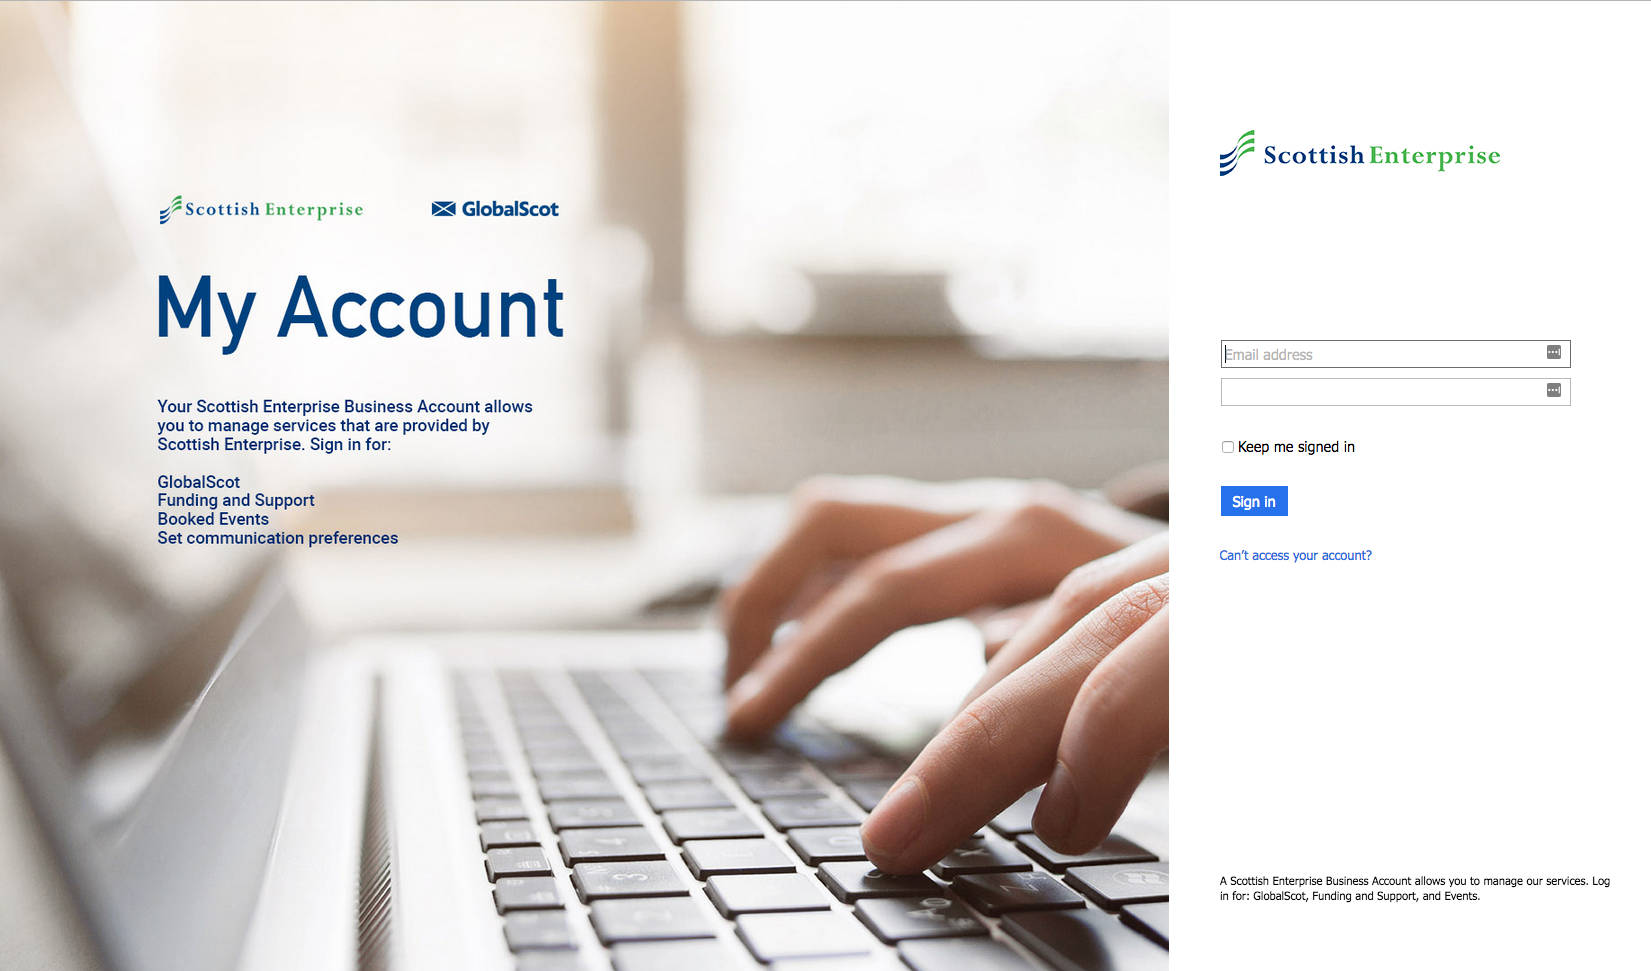 Scottish Enterprise
GlobalScot
My Account
Your Scottish Enterprise Business Account allows
you to manage services that are provided by
Scottish Enterprise. Sign in for:
GlobalScot
Funding and Support
Booked Events
Set communication preferences
Scottish Enterprise
Email address
Keep me signed in
Sign in
Can't access your account?
A Scottish Enterprise Business Account allows you to manage our services. Log
in for: GlobalScot, Funding and Support, and Events.